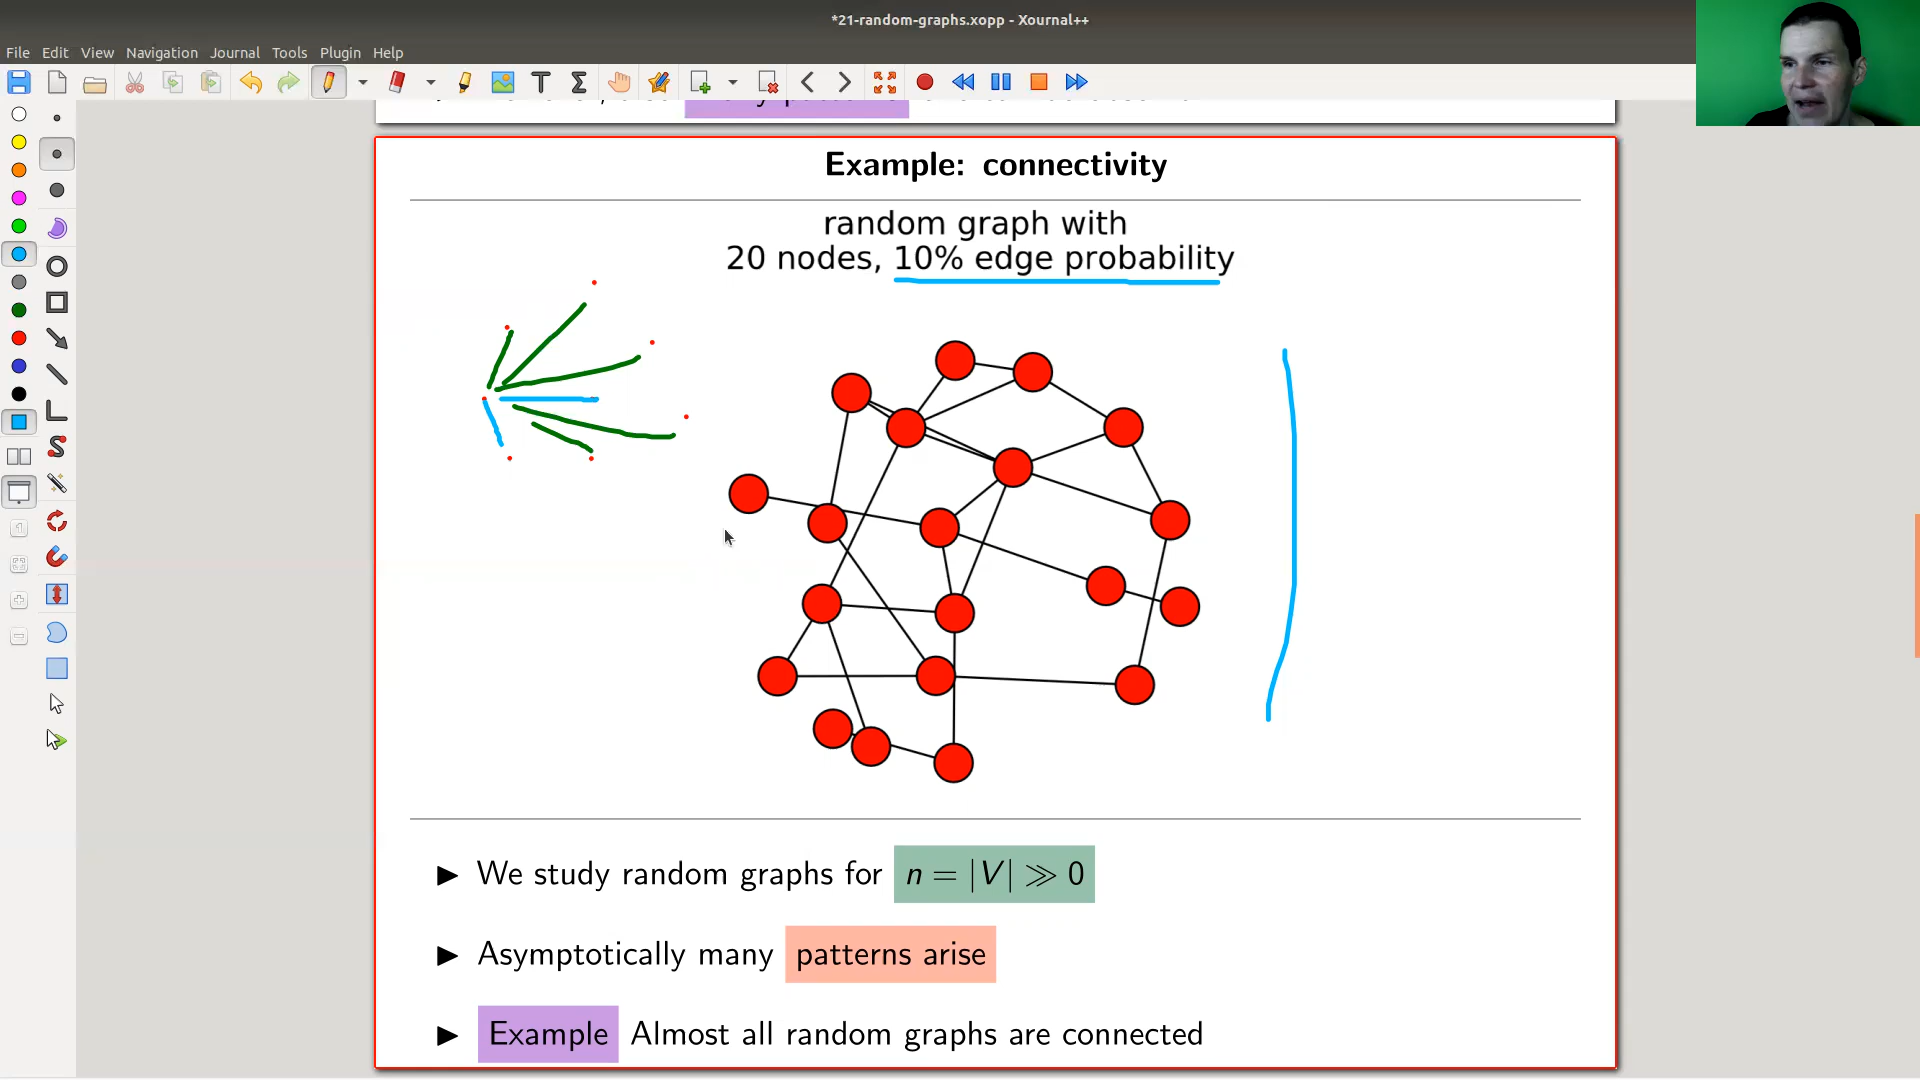 *21-random-graphs.xopp - Xournal++
File Edit View Navigation Journal Tools Plugin Help
Example: connectivity
random graph with
20 nodes, 10% edge probability
▶ We study random graphs for n = |V| ≫ 0
▶ Asymptotically many patterns arise
▶ Example Almost all random graphs are connected